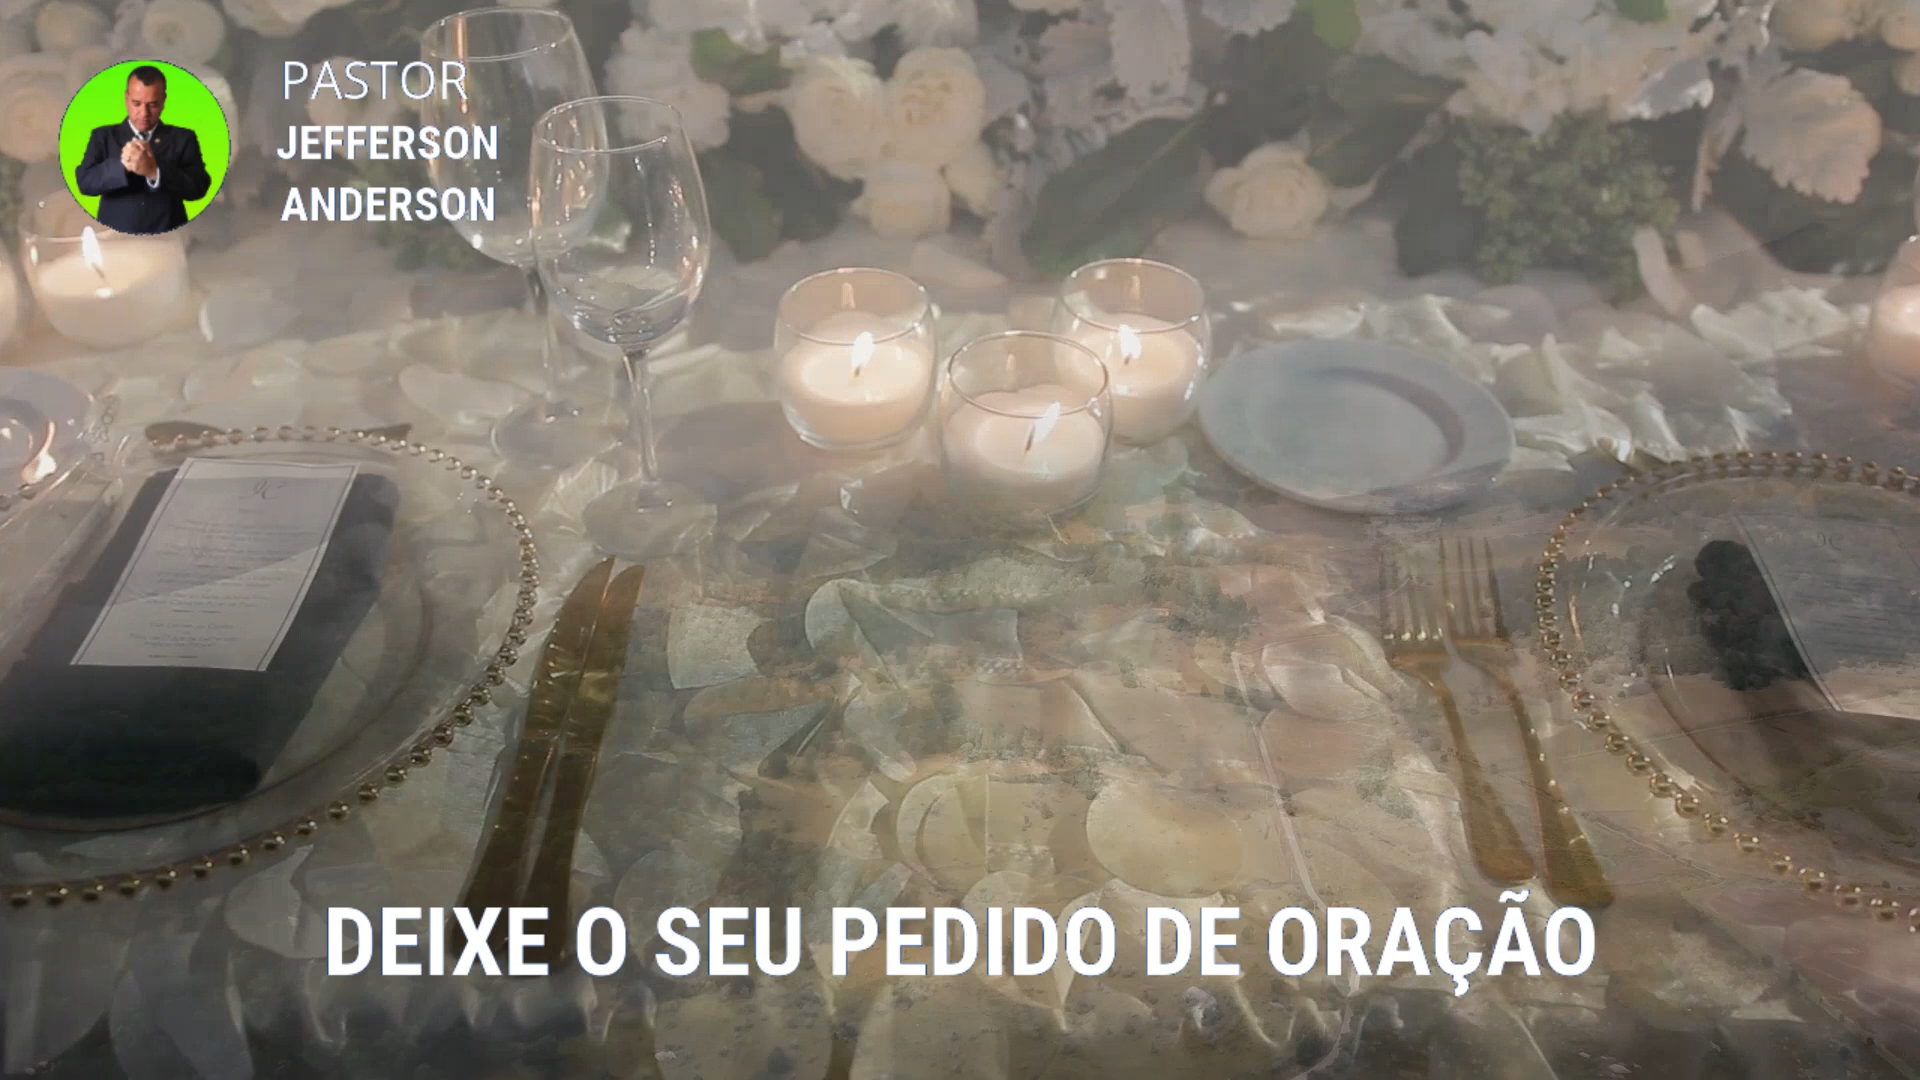 PASTOR
JEFFERSON
ANDERSON
DEIXE O SEU PEDIDO DE ORAÇÃO